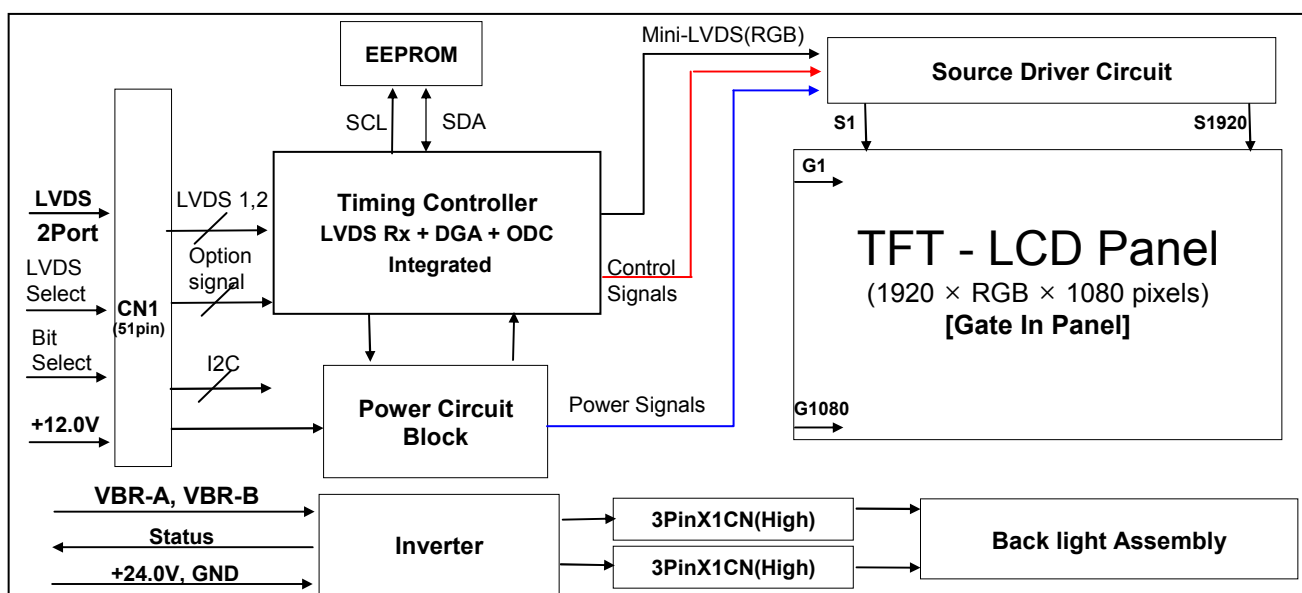 EEPROM
SCL
SDA
Mini-LVDS(RGB)
Source Driver Circuit
S1
S1920
LVDS
2Port
LVDS
Select
Bit
Select
+12.0V
CN1
(51pin)
LVDS 1,2
Option
signal
I2C
Timing Controller
LVDS Rx + DGA + ODC
Integrated
Control
Signals
Power Circuit
Block
Power Signals
G1
TFT - LCD Panel
(1920 × RGB × 1080 pixels)
[Gate In Panel]
G1080
VBR-A, VBR-B
Status
+24.0V, GND
Inverter
3PinX1CN(High)
3PinX1CN(High)
Back light Assembly